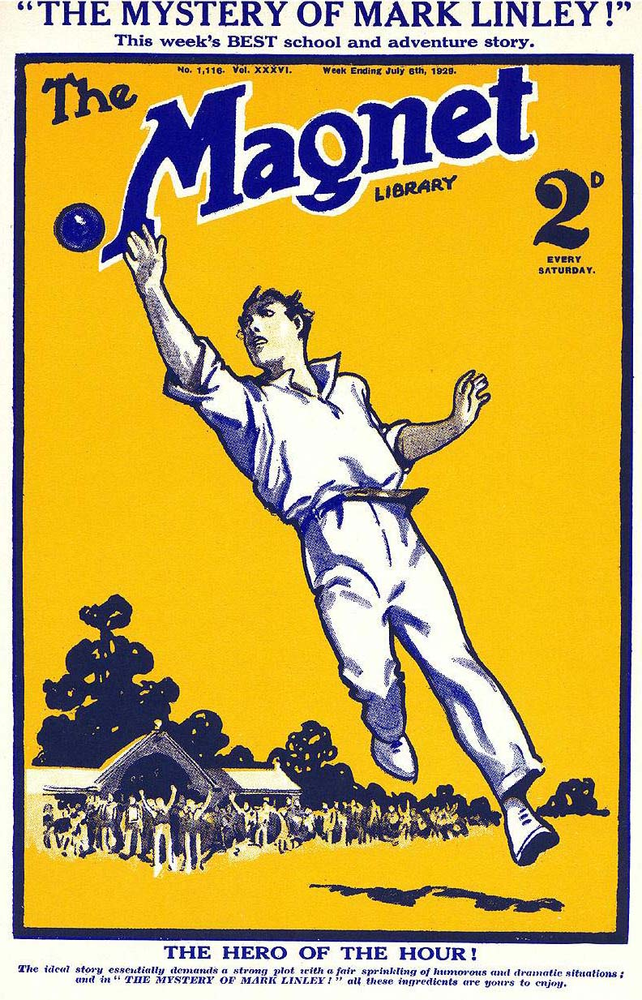 “THE MYSTERY OF MARK LINLEY!”
This week's BEST school and adventure story.
No. 1,116. Vol. XXXVI. Week Ending July 6th, 1929.
The
Magnet
LIBRARY
2D
EVERY
SATURDAY.
THE HERO OF THE HOUR!
The ideal story essentially demands a strong plot with a fair sprinkling of humorous and dramatic situations;
and in “THE MYSTERY OF MARK LINLEY!” all these ingredients are yours to enjoy.